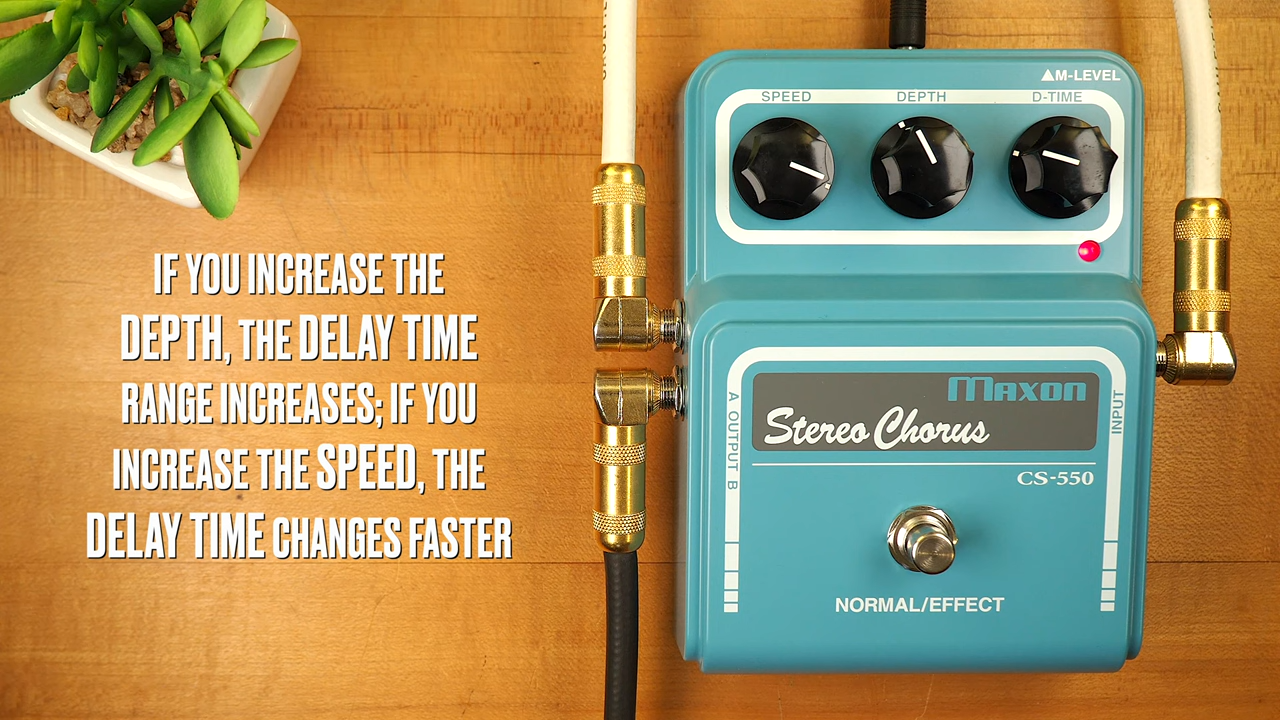 IF YOU INCREASE THE
DEPTH, THE DELAY TIME
RANGE INCREASES; IF YOU
INCREASE THE SPEED, THE
DELAY TIME CHANGES FASTER
▲M-LEVEL
SPEED DEPTH D-TIME
MAXON
Stereo Chorus
CS-550
A OUTPUT B
INPUT
NORMAL/EFFECT